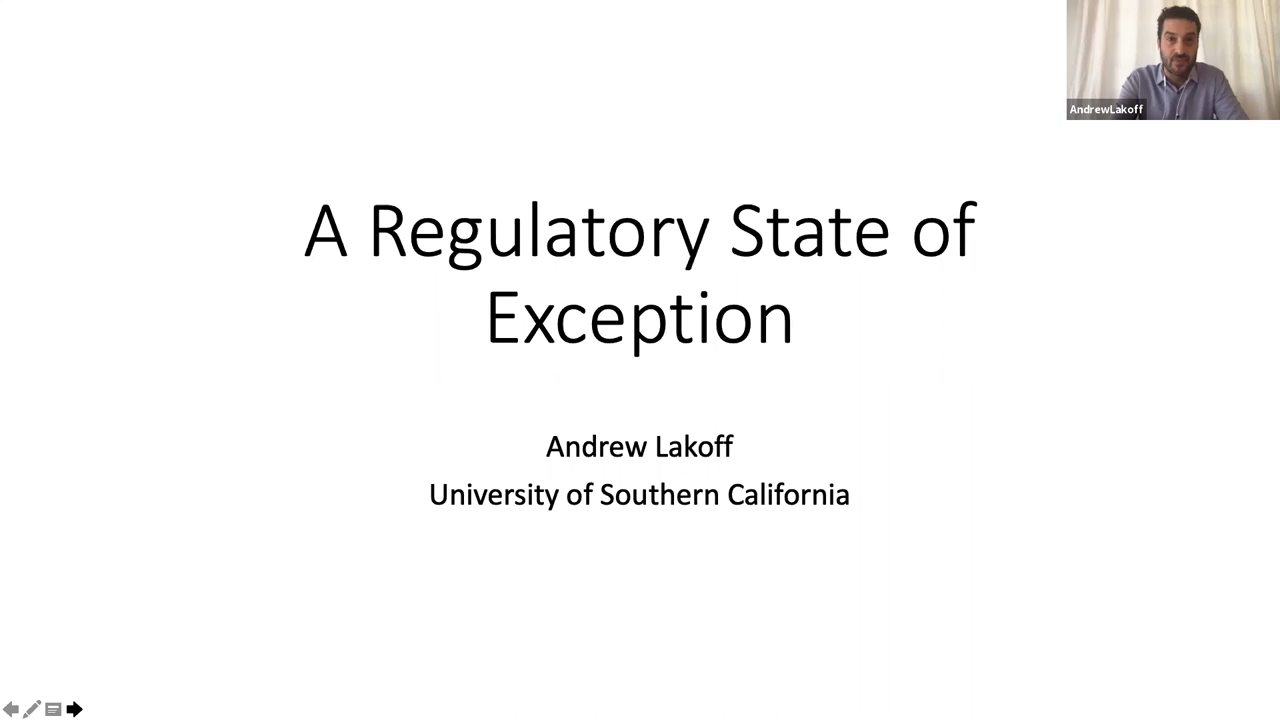 AndrewLakoff
A Regulatory State of
Exception
Andrew Lakoff
University of Southern California